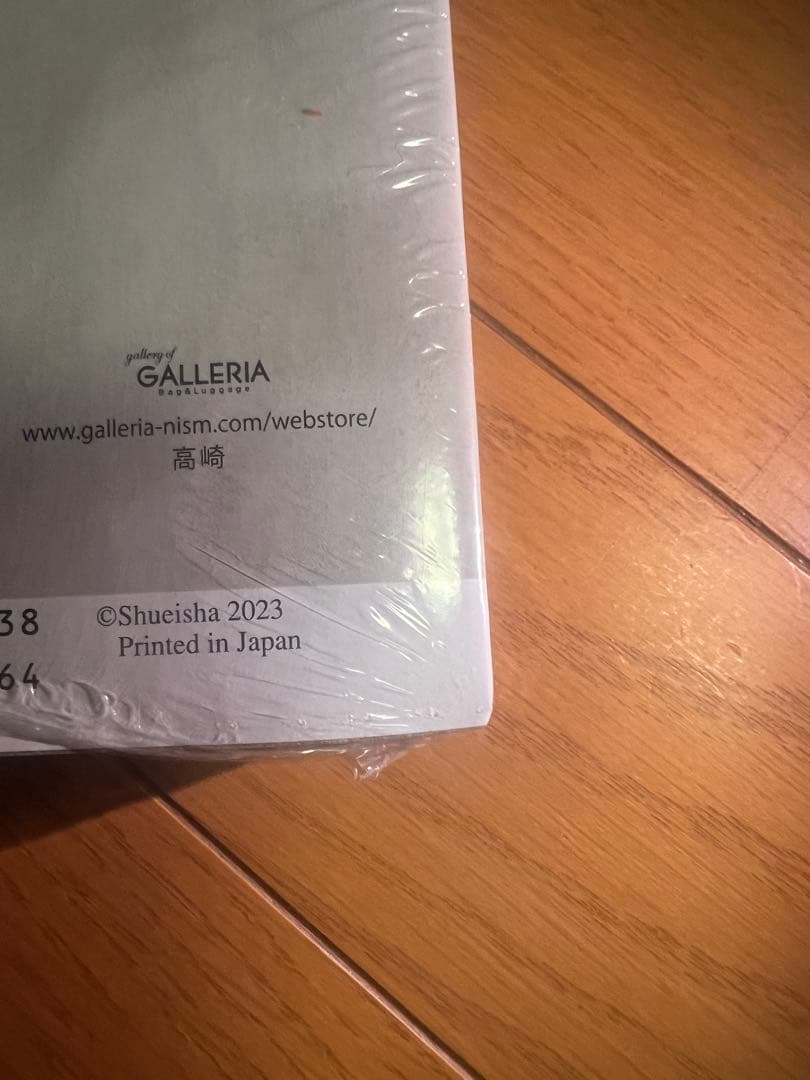 gallery of
GALLERIA
Bag&Luggage
www.galleria-nism.com/webstore/
高崎
38
©Shueisha 2023
Printed in Japan
64